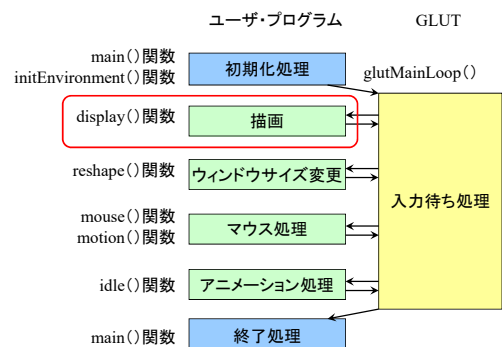 ユーザ・プログラム GLUT
main()関数
initEnvironment()関数
初期化処理
glutMainLoop()
display()関数
描画
reshape()関数
ウィンドウサイズ変更
入力待ち処理
mouse()関数
motion()関数
マウス処理
idle()関数
アニメーション処理
main()関数
終了処理